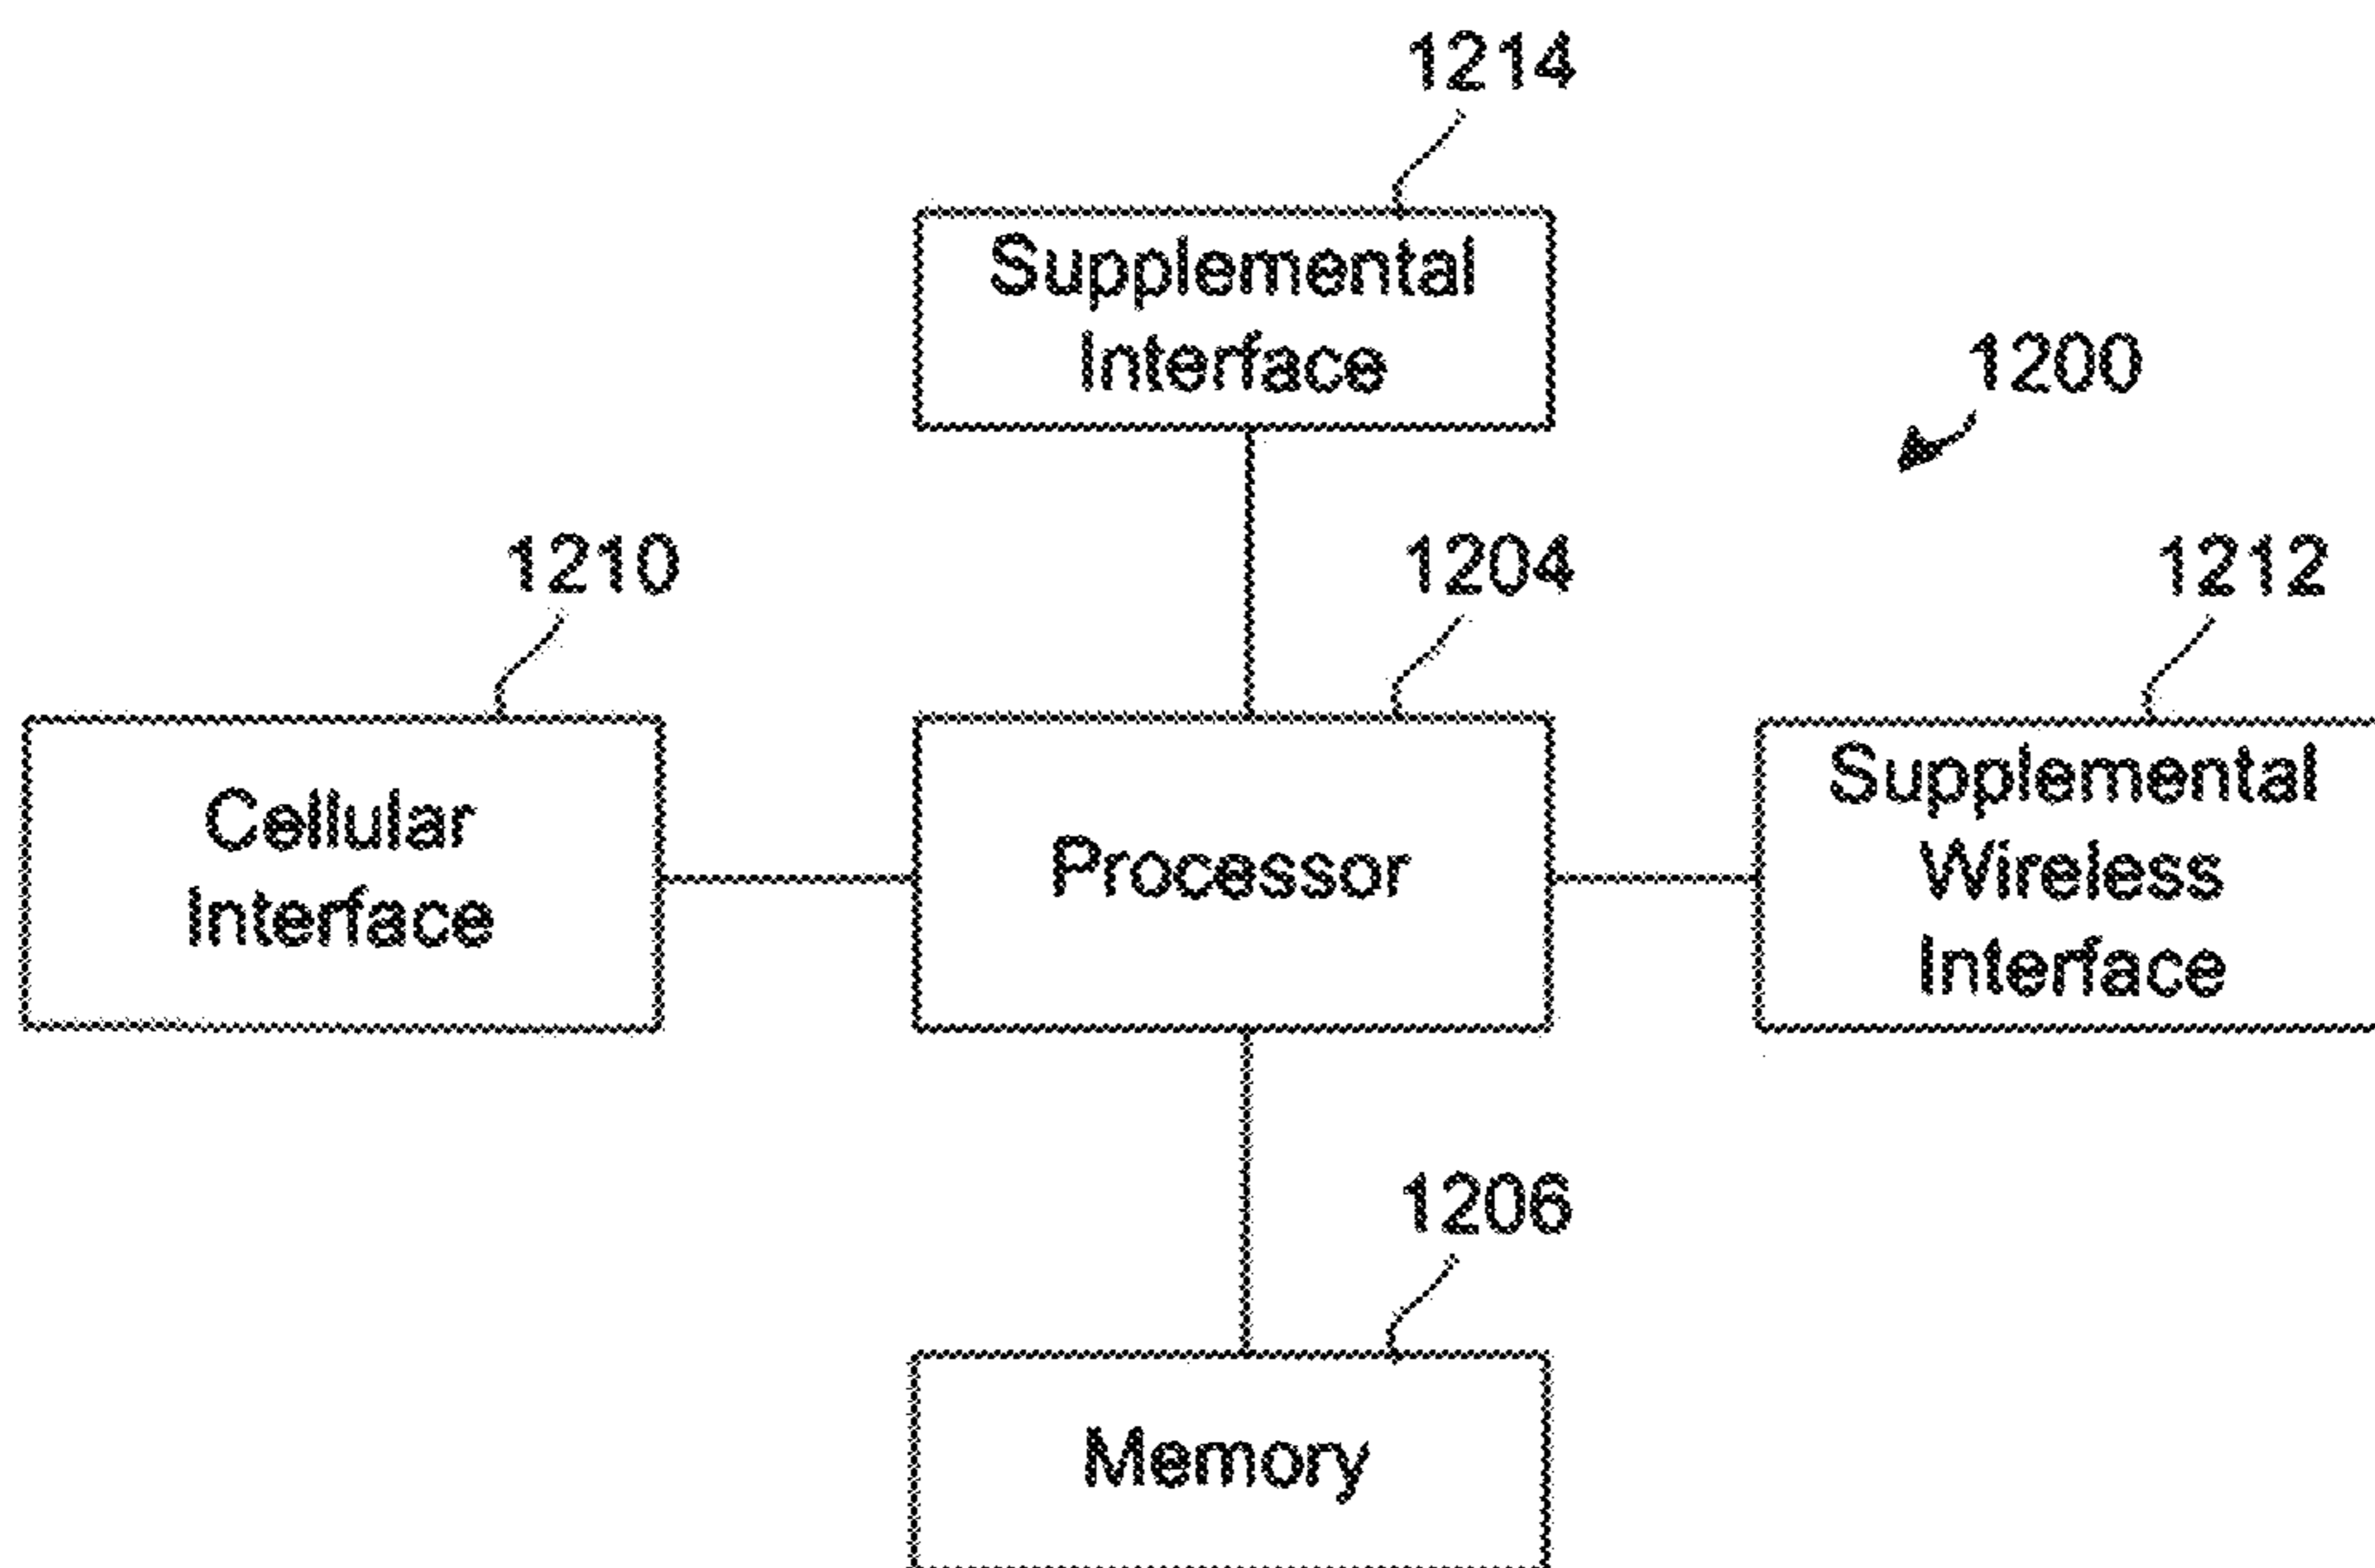 1214
Supplemental
Interface
1200
1210
1204
1212
Cellular
Interface
Processor
Supplemental
Wireless
Interface
1206
Memory